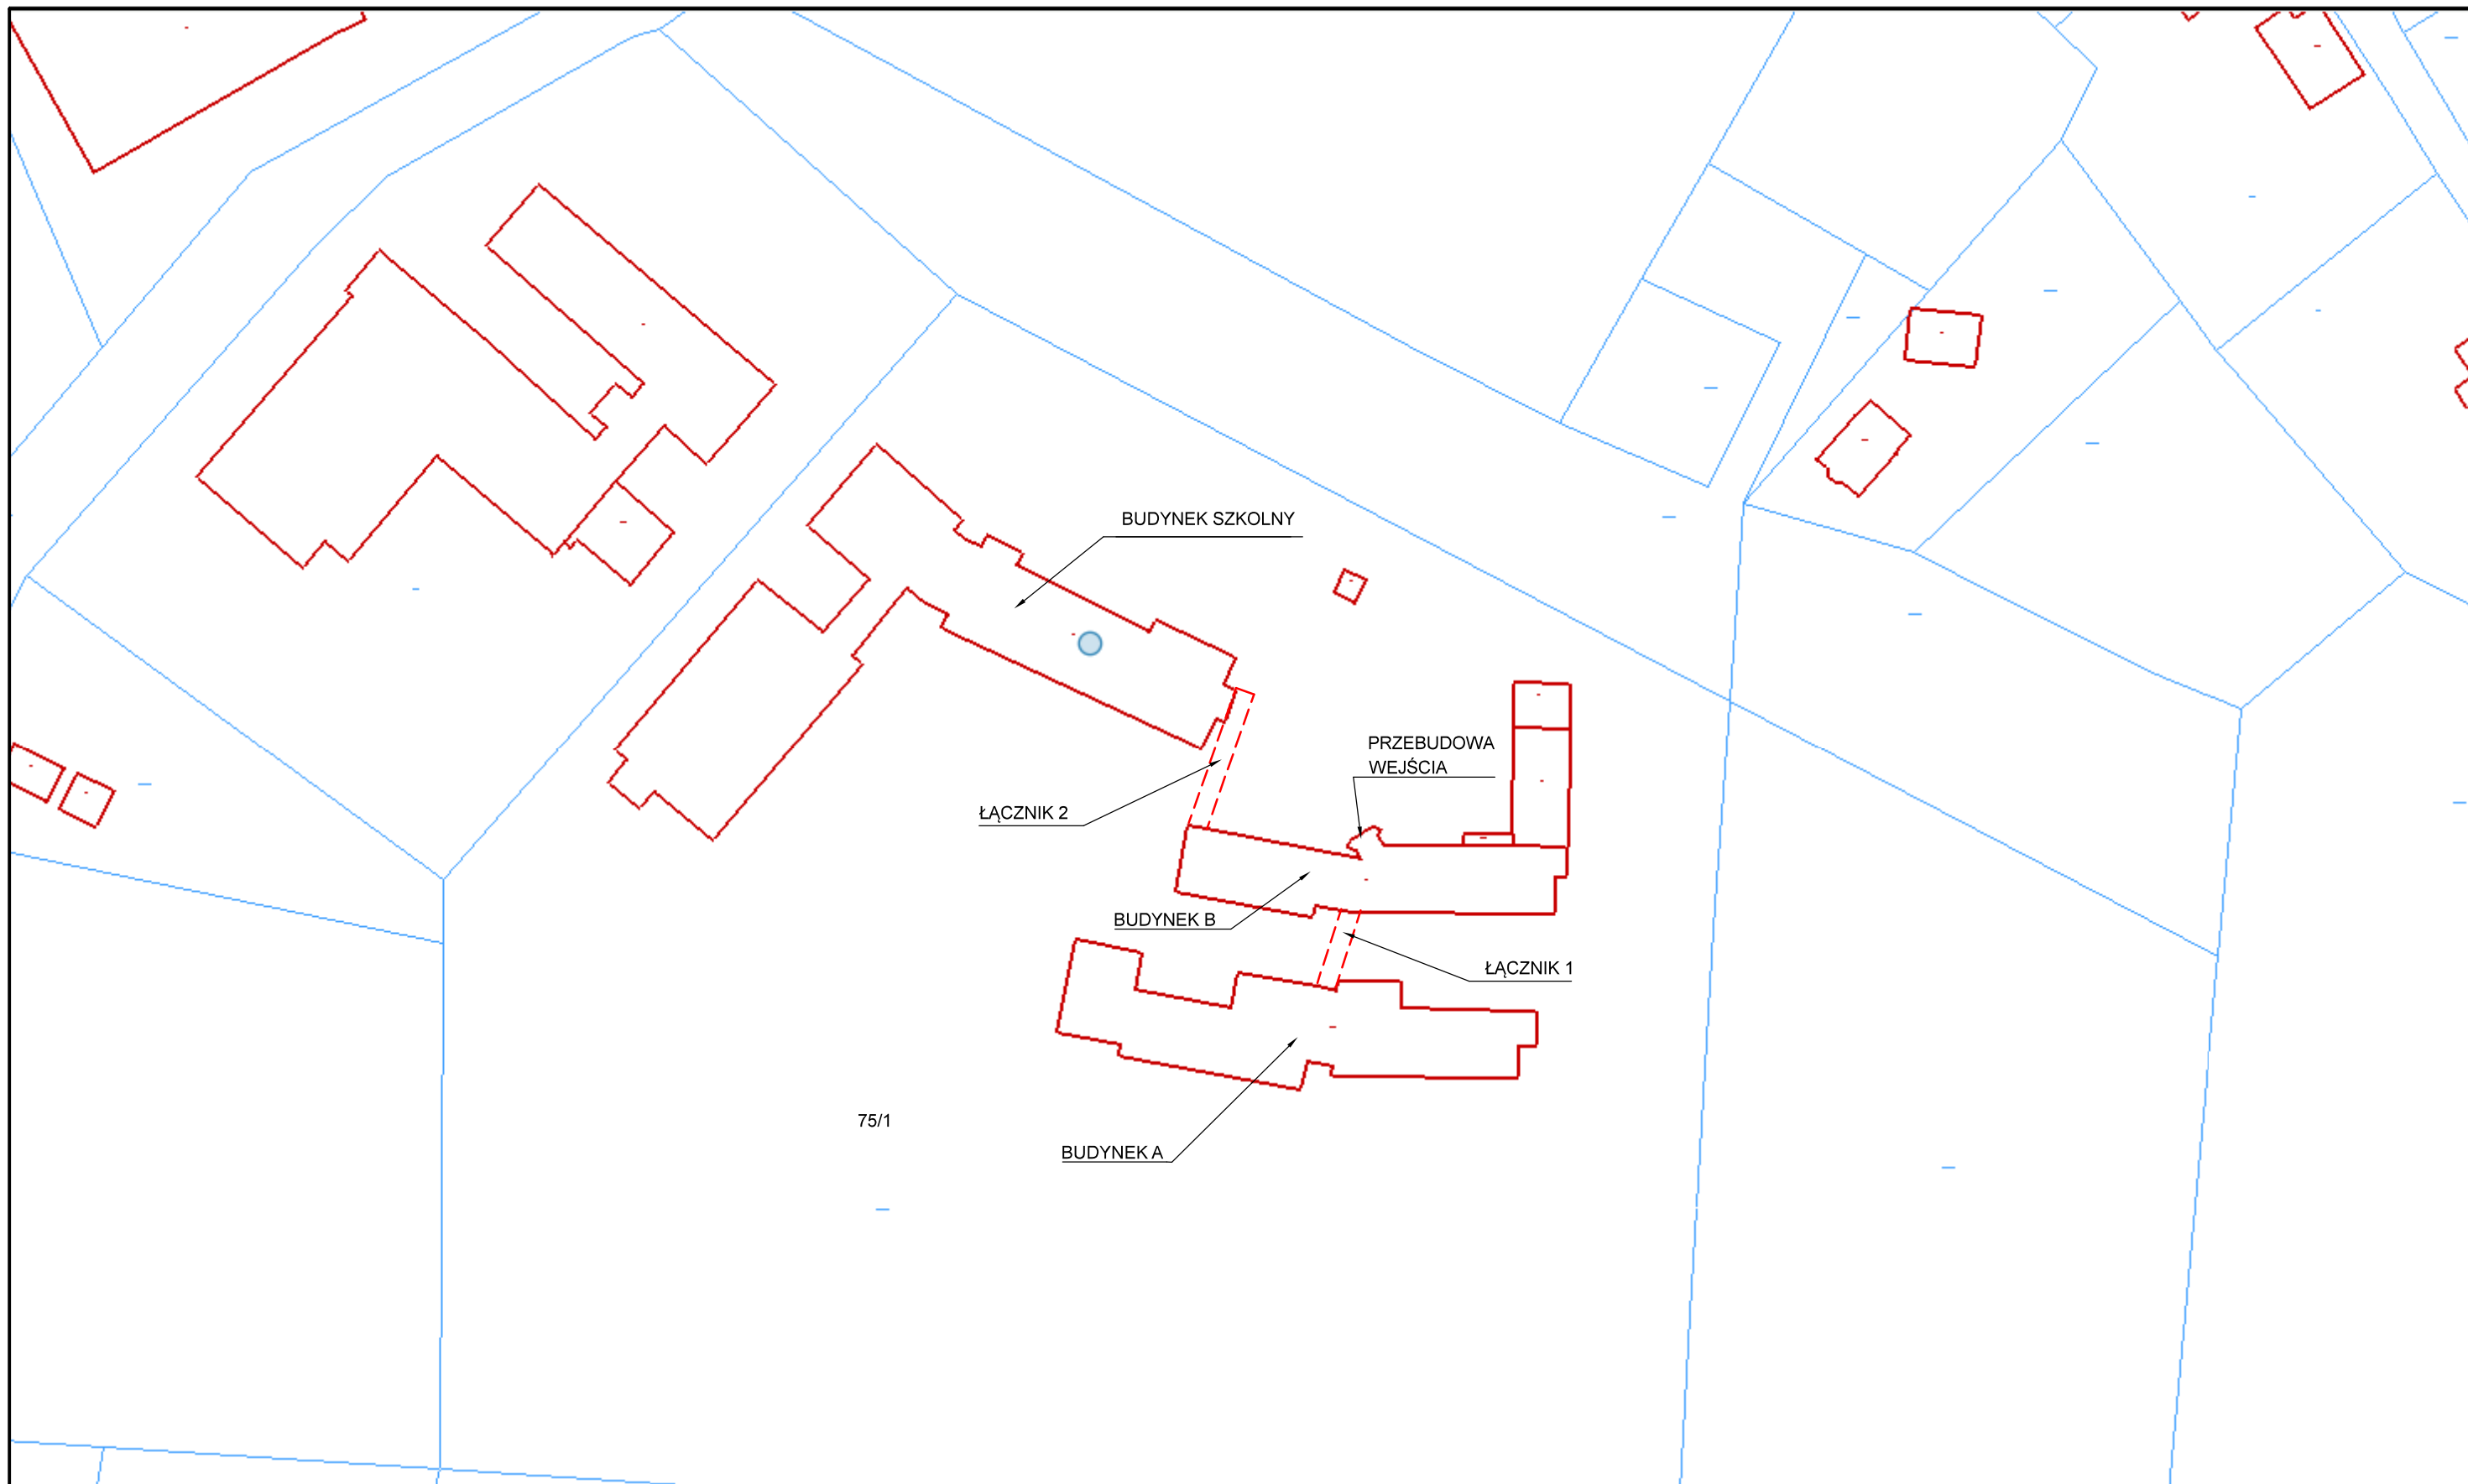 BUDYNEK SZKOLNY
PRZEBUDOWA
WEJŚCIA
ŁĄCZNIK 2
BUDYNEK B
ŁĄCZNIK 1
75/1
BUDYNEK A